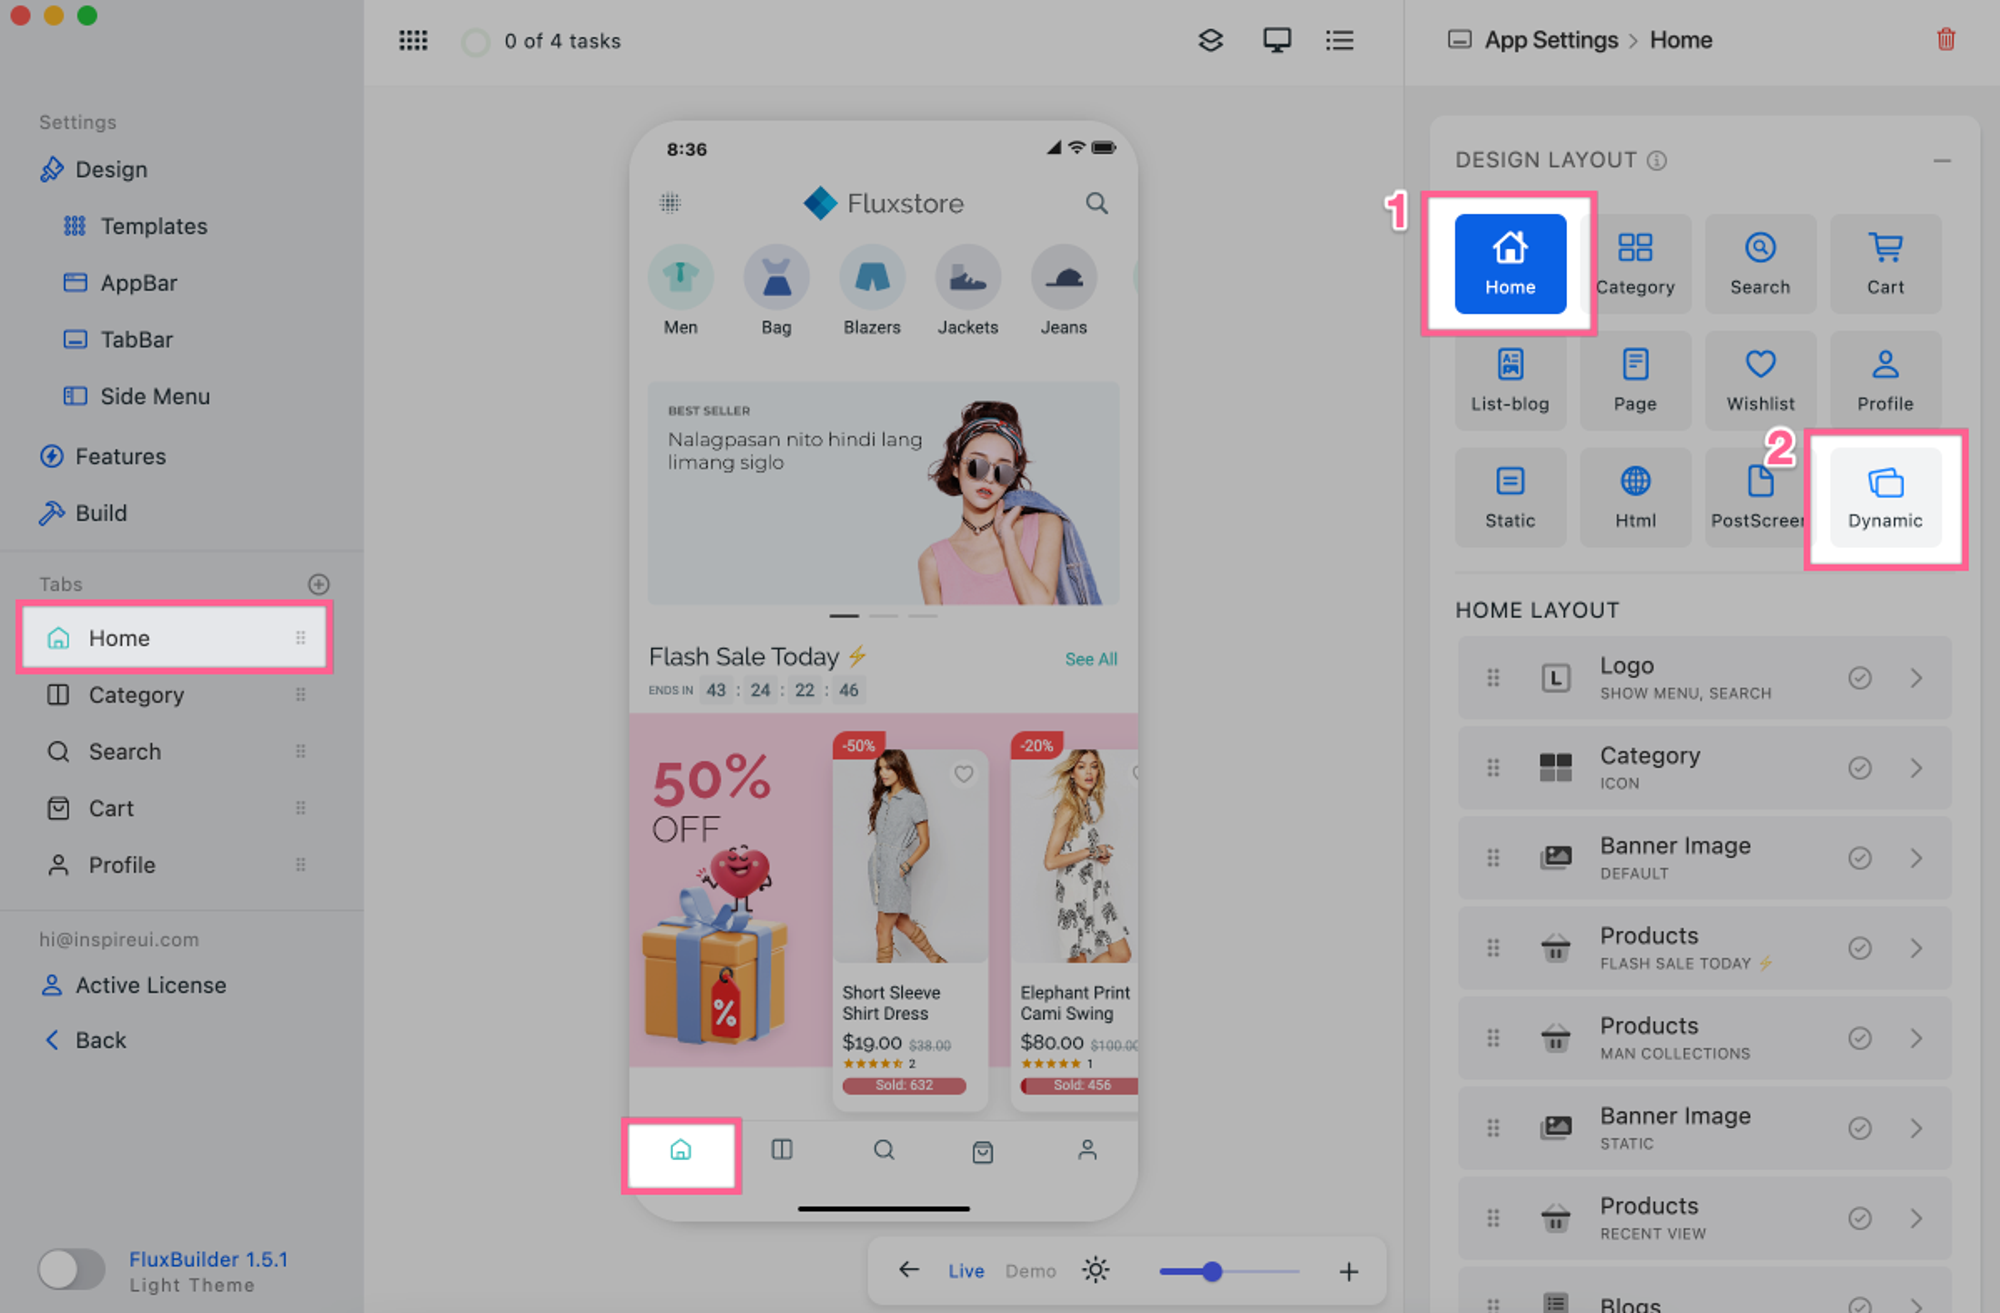 0 of 4 tasks
App Settings > Home
Settings
Design
Templates
AppBar
TabBar
Side Menu
Features
Build
Tabs
Home
Category
Search
Cart
Profile
hi@inspireui.com
Active License
Back
FluxBuilder 1.5.1
Light Theme
8:36
Fluxstore
Men
Bag
Blazers
Jackets
Jeans
BEST SELLER
Nalagpasan nito hindi lang
limang siglo
Flash Sale Today ⚡
See All
ENDS IN 43 : 24 : 22 : 46
50%
OFF
%
-50%
Short Sleeve
Shirt Dress
$19.00 $38.00
2
Sold: 632
-20%
Elephant Print
Cami Swing
$80.00 $100.00
1
Sold: 456
Live
Demo
DESIGN LAYOUT
1
Home
Category
Search
Cart
List-blog
Page
Wishlist
Profile
2
Static
Html
PostScreen
Dynamic
HOME LAYOUT
L
Logo
SHOW MENU, SEARCH
Category
ICON
Banner Image
DEFAULT
Products
FLASH SALE TODAY ⚡
Products
MAN COLLECTIONS
Banner Image
STATIC
Products
RECENT VIEW
Blogs